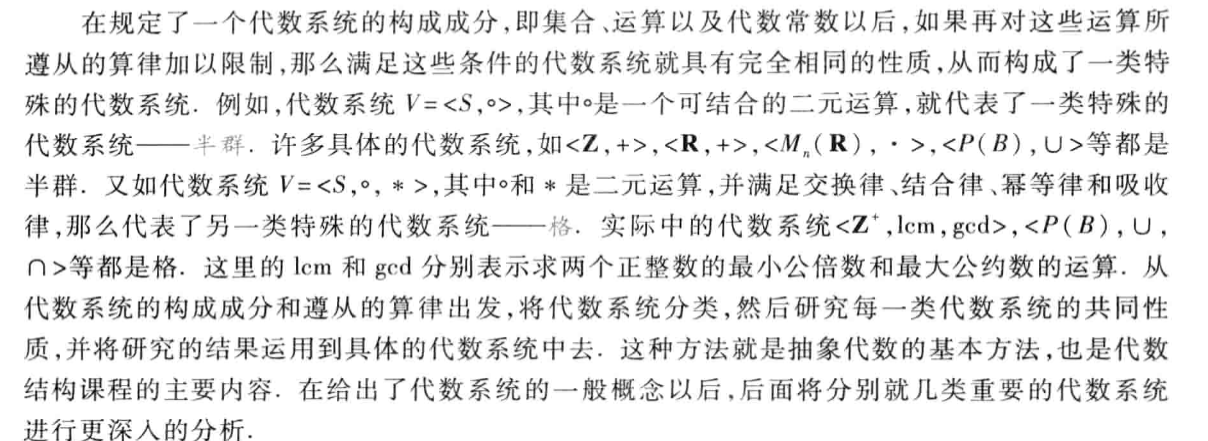 在规定了一个代数系统的构成成分,即集合、运算以及代数常数以后,如果再对这些运算所
遵从的算律加以限制,那么满足这些条件的代数系统就具有完全相同的性质,从而构成了一类特
殊的代数系统. 例如,代数系统 V=<S,∘>,其中∘是一个可结合的二元运算,就代表了一类特殊的
代数系统——半群. 许多具体的代数系统,如<Z,+>,<R,+>,<Mₙ(R),·>,<P(B),∪>等都是
半群. 又如代数系统 V=<S,∘,*>,其中∘和 * 是二元运算,并满足交换律、结合律、幂等律和吸收
律,那么代表了另一类特殊的代数系统——格. 实际中的代数系统<Z⁺,lcm,gcd>,<P(B),∪,
∩>等都是格. 这里的 lcm 和 gcd 分别表示求两个正整数的最小公倍数和最大公约数的运算. 从
代数系统的构成成分和遵从的算律出发,将代数系统分类,然后研究每一类代数系统的共同性
质,并将研究的结果运用到具体的代数系统中去. 这种方法就是抽象代数的基本方法,也是代数
结构课程的主要内容. 在给出了代数系统的一般概念以后,后面将分别就几类重要的代数系统
进行更深入的分析.